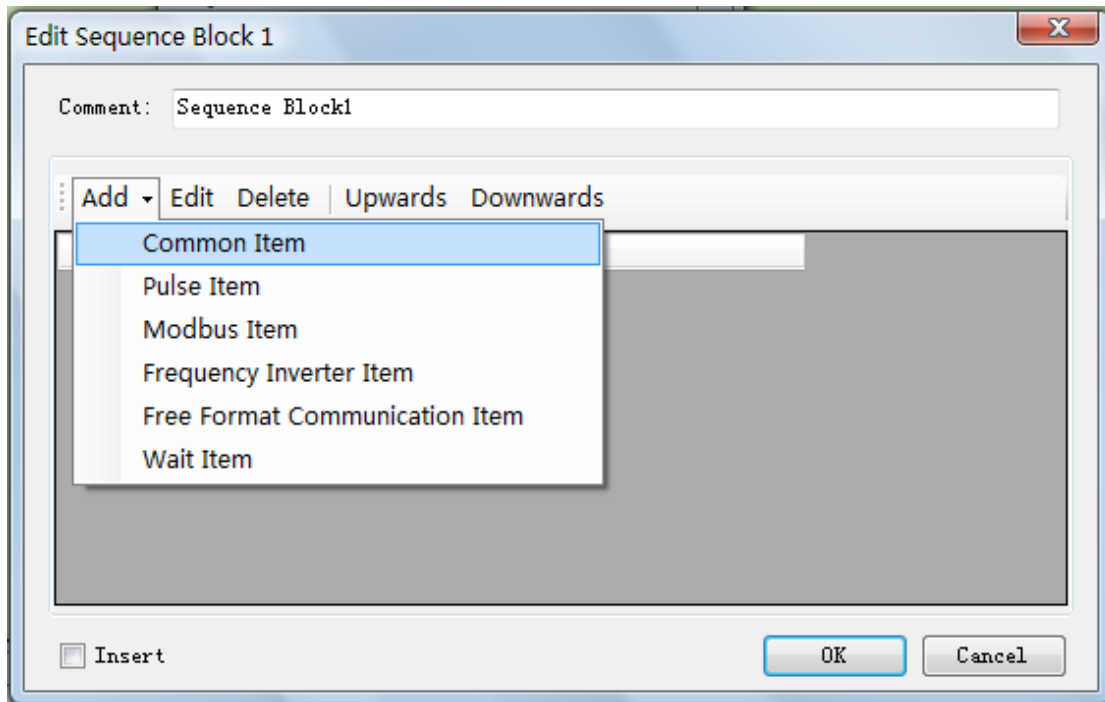 Edit Sequence Block 1
Comment: Sequence Block1
Add Edit Delete Upwards Downwards
Common Item
Pulse Item
Modbus Item
Frequency Inverter Item
Free Format Communication Item
Wait Item
Insert OK Cancel